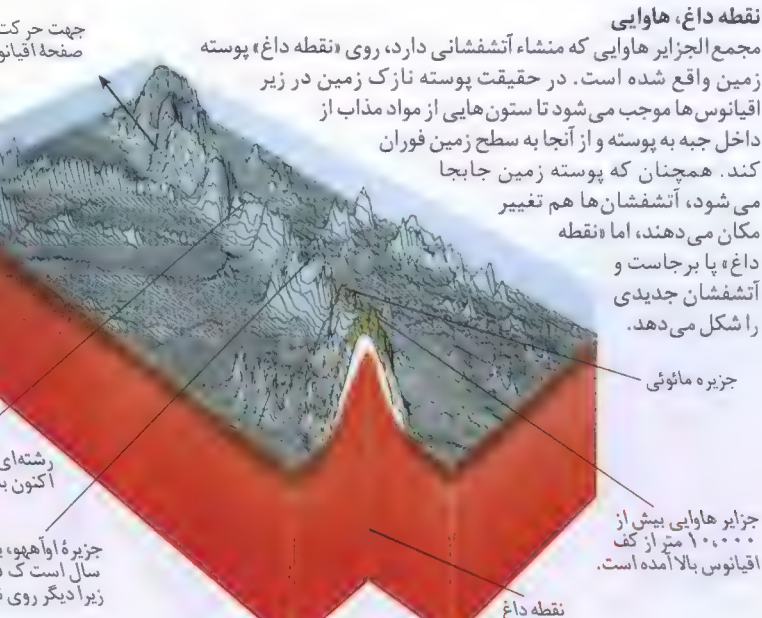 نقطه داغ، هاوایی
مجمع‌الجزایر هاوایی که منشاء آتشفشانی دارد، روی «نقطه داغ» پوسته
زمین واقع شده است. در حقیقت پوسته نازک زمین در زیر
اقیانوس‌ها موجب می‌شود تا ستون‌هایی از مواد مذاب از
داخل جبه به پوسته و از آنجا به سطح زمین فوران
کند. همچنان که پوسته زمین جابجا
می‌شود، آتشفشان‌ها هم تغییر
مکان می‌دهند، اما «نقطه
داغ» پا برجاست و
آتشفشان جدیدی
را شکل می‌دهد.
جهت حرکت
صفحهٔ
جزیره مائوئی
جزایر هاوایی بیش از
۱۰،۰۰۰ متر از کف
اقیانوس بالا آمده است.
نقطه داغ
رشته‌ای
اکنون
جزیرهٔ اوآهو،
سال است ک
زیرا دیگر روی